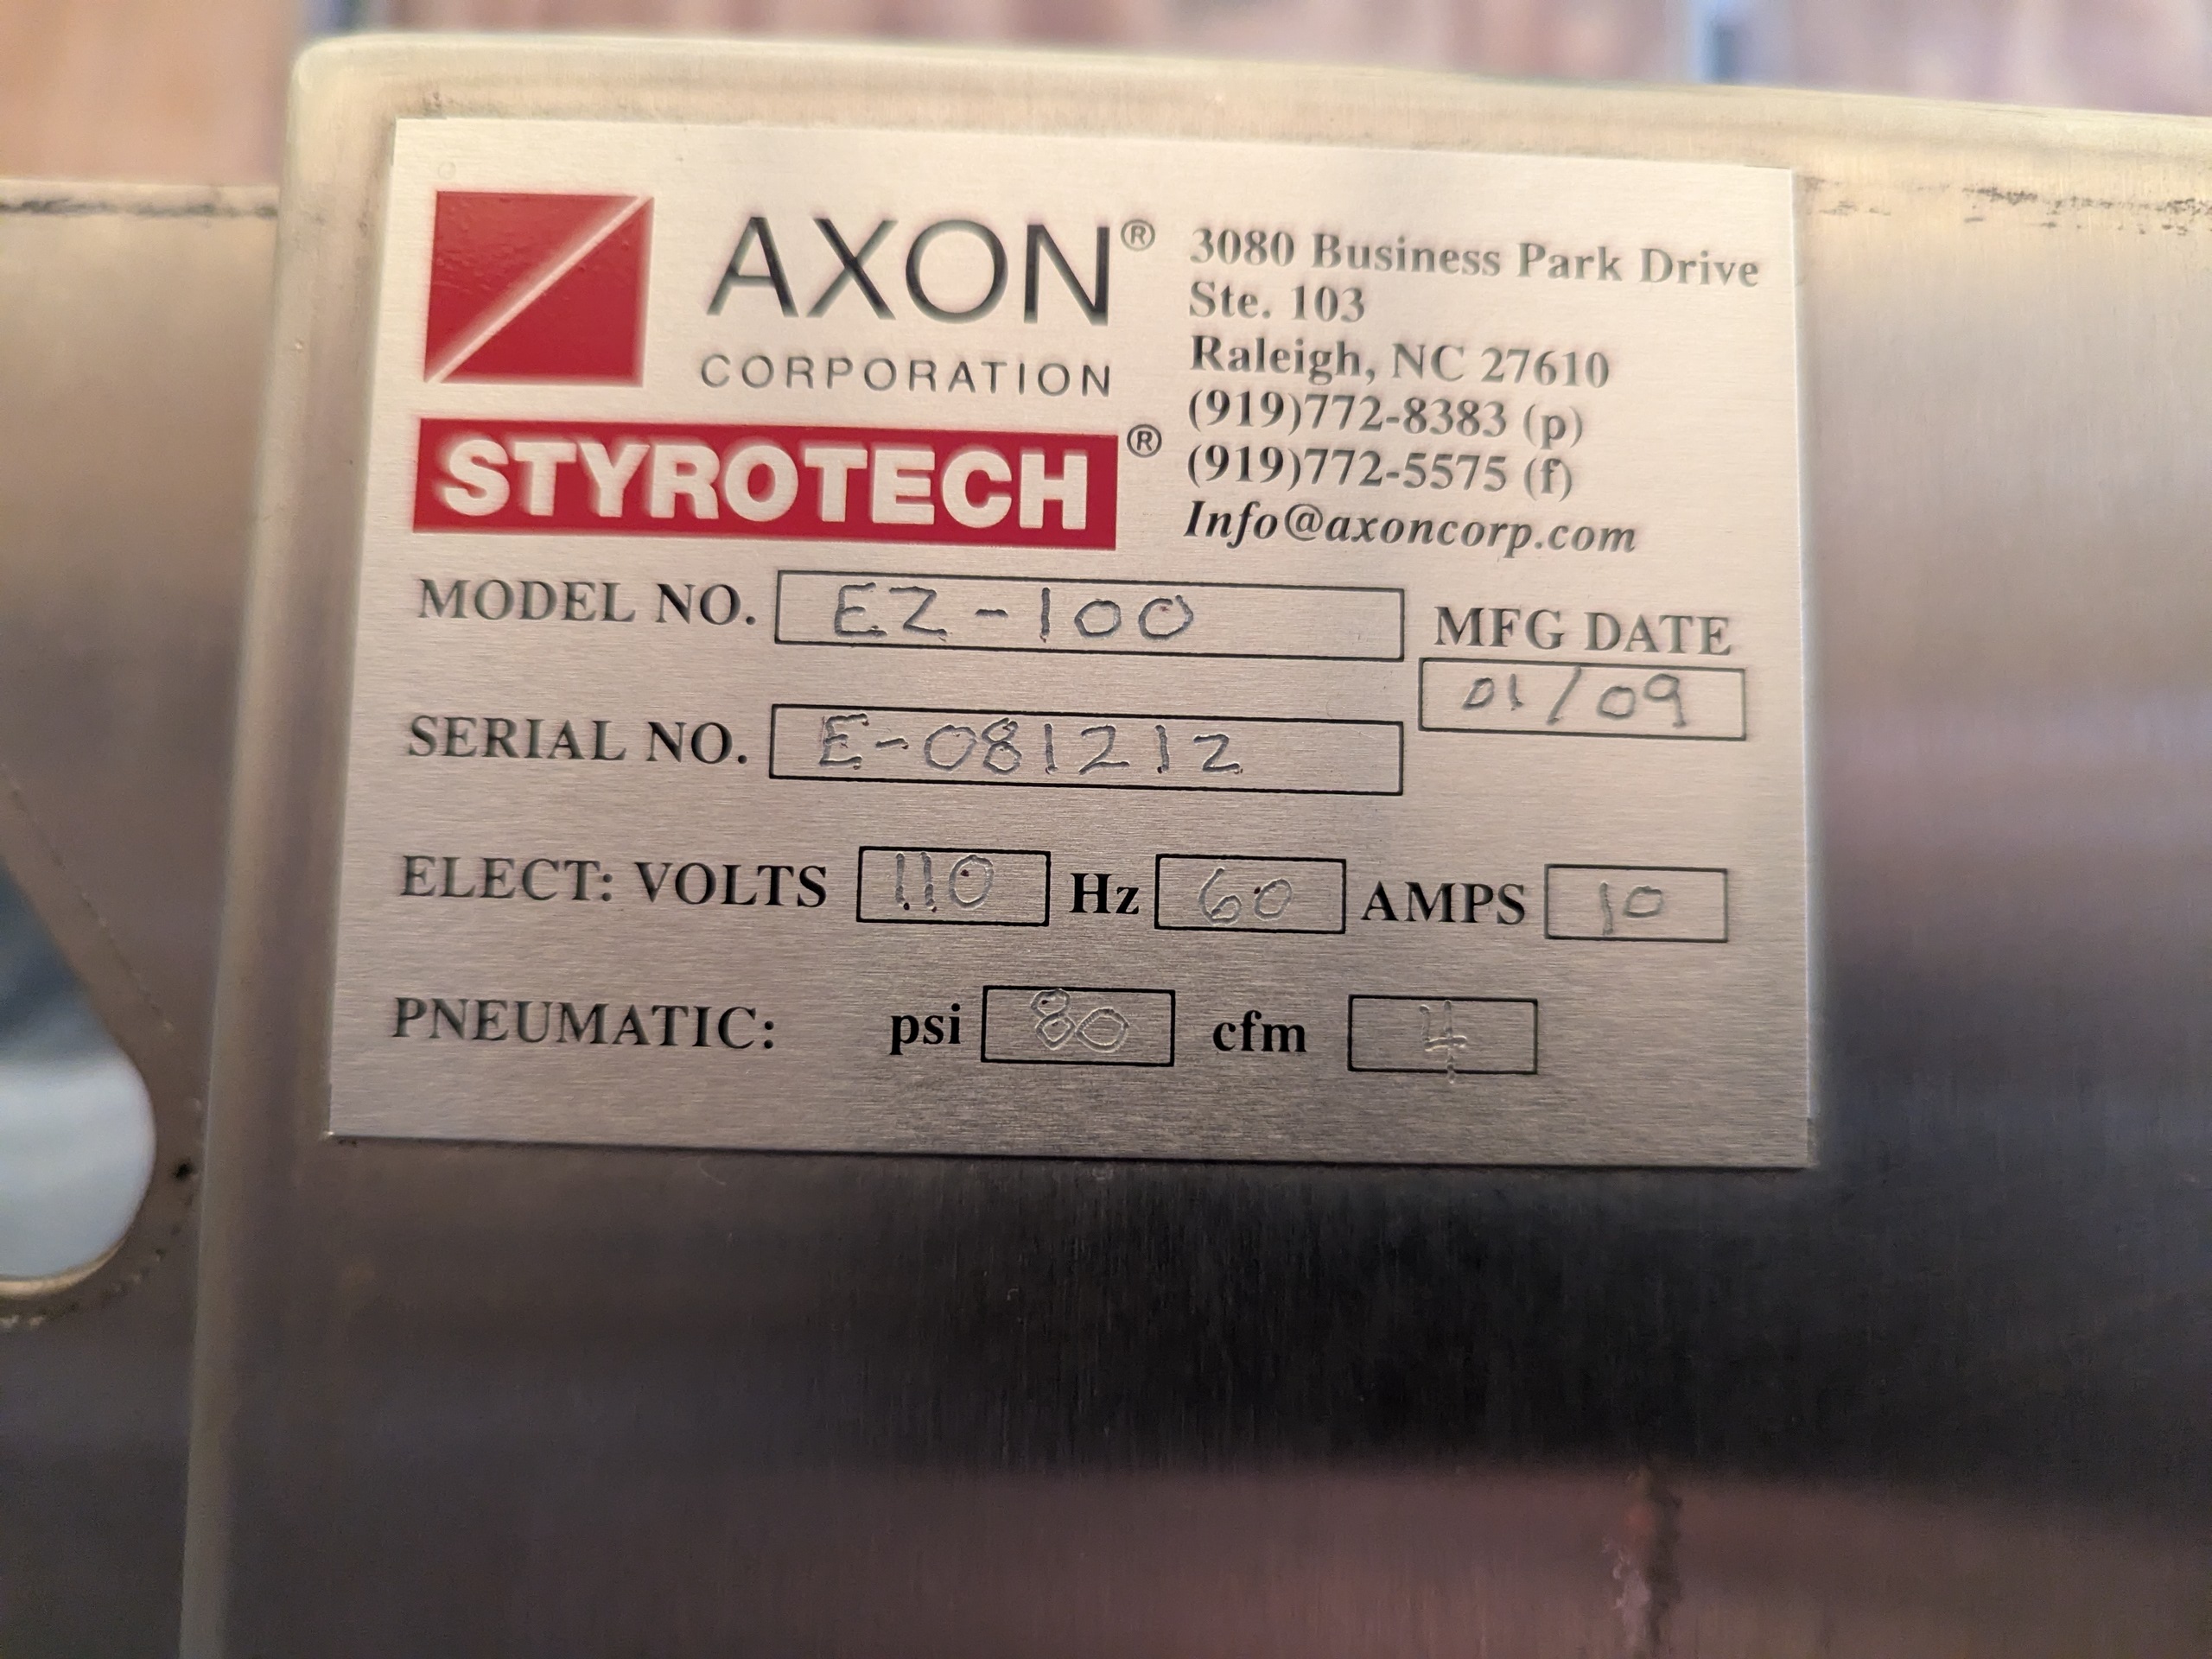 AXON®
CORPORATION
STYROTECH®
3080 Business Park Drive
Ste. 103
Raleigh, NC 27610
(919)772-8383 (p)
(919)772-5575 (f)
Info@axoncorp.com
MODEL NO. EZ-100
MFG DATE
01/09
SERIAL NO. E-081212
ELECT: VOLTS 110 Hz 60 AMPS 10
PNEUMATIC: psi 80 cfm 4